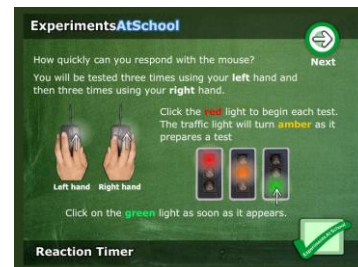 ExperimentsAtSchool
How quickly can you respond with the mouse?
Next
You will be tested three times using your left hand and
then three times using your right hand.
Click the red light to begin each test.
The traffic light will turn amber as it
prepares a test
Left hand Right hand
Click on the green light as soon as it appears.
Reaction Timer
ExperimentsAtSchool